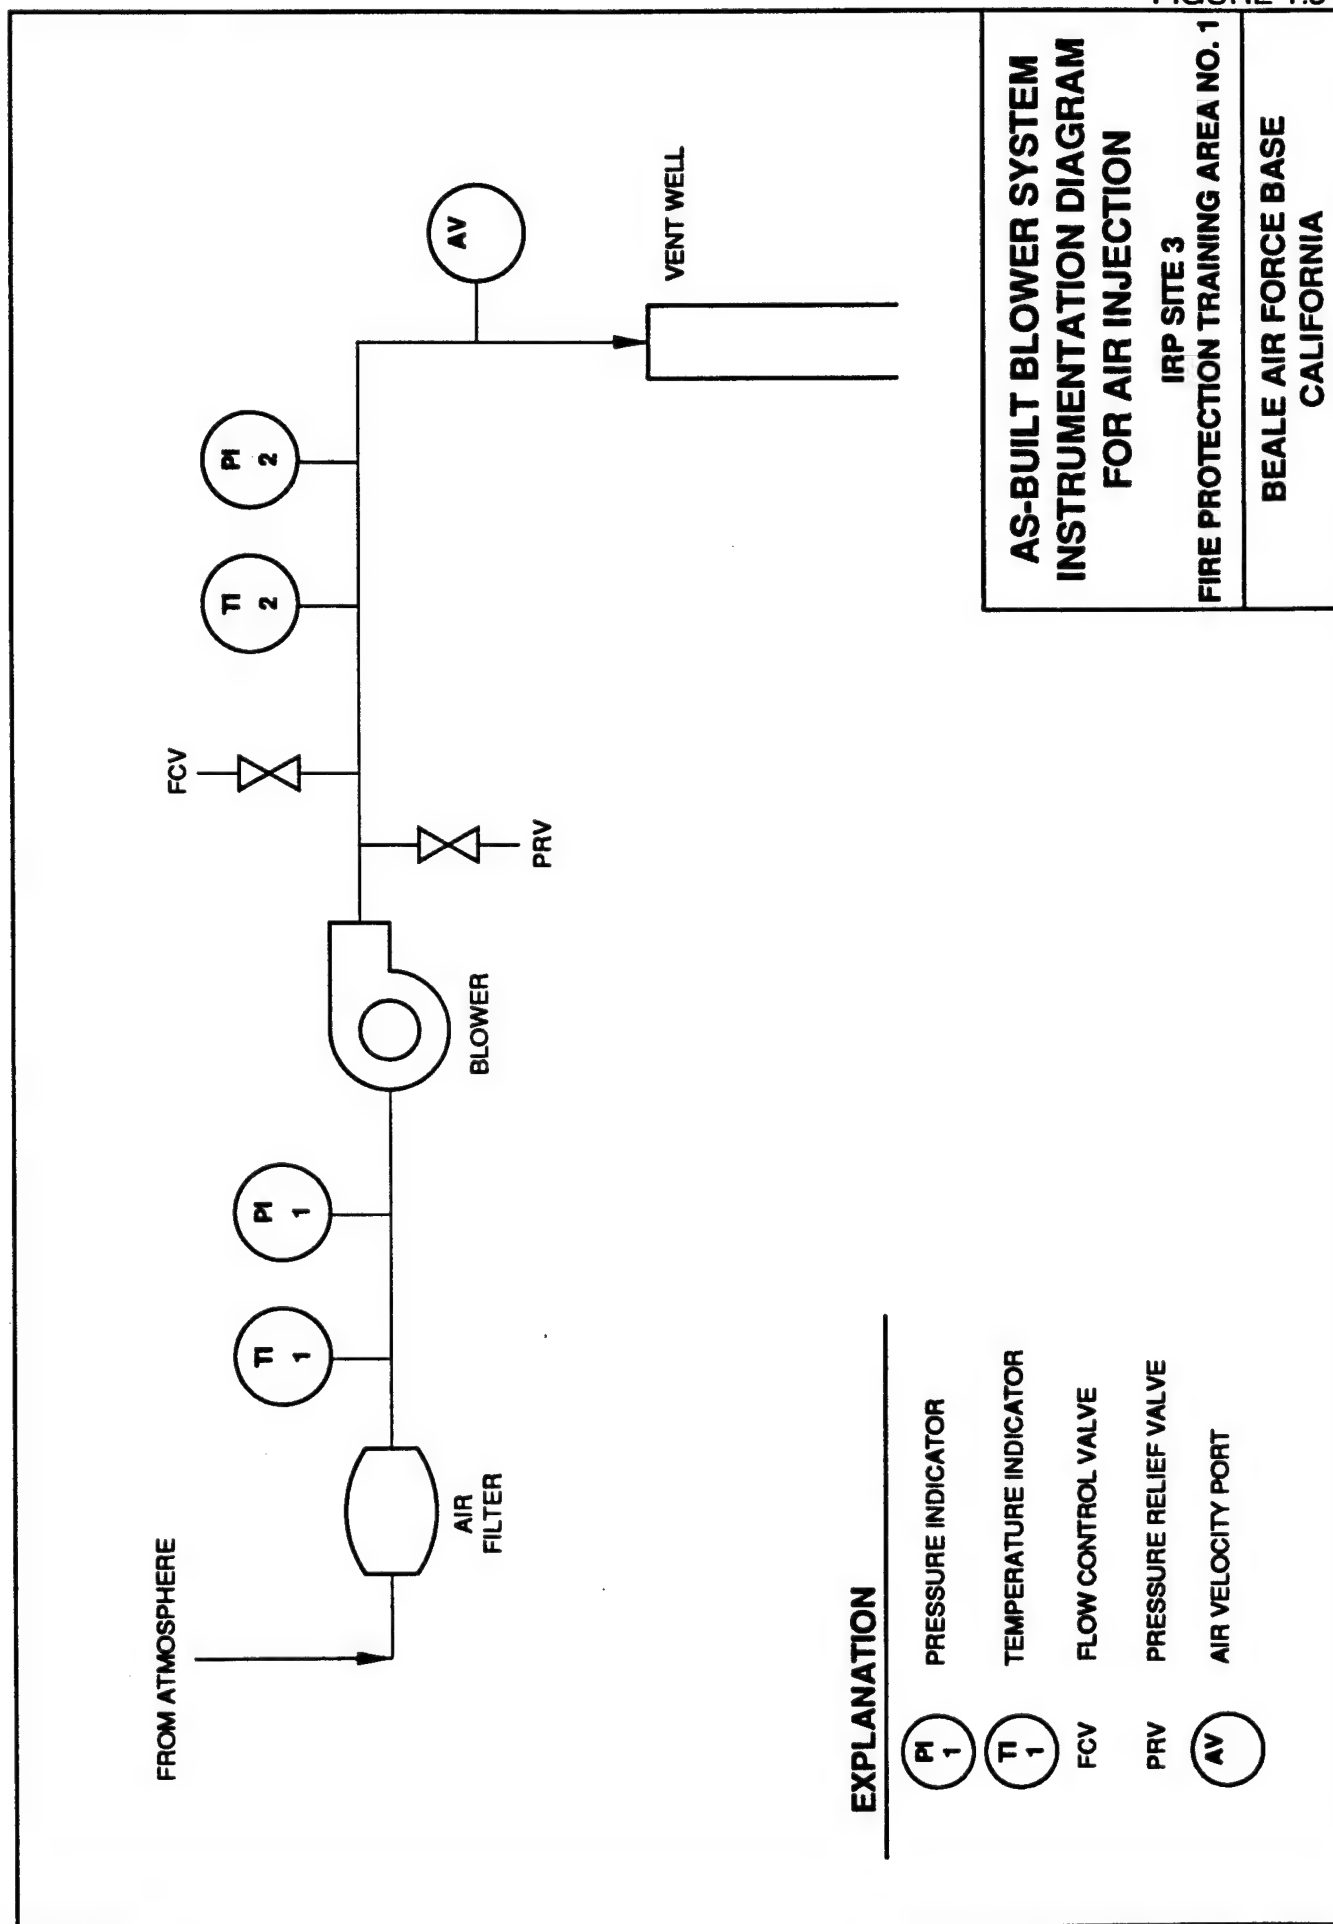 FROM ATMOSPHERE
AIR
FILTER
TI
1
PI
1
BLOWER
PRV
FCV
TI
2
PI
2
AV
VENT WELL
EXPLANATION
PI
1
PRESSURE INDICATOR
TI
1
TEMPERATURE INDICATOR
FCV FLOW CONTROL VALVE
PRV PRESSURE RELIEF VALVE
AV AIR VELOCITY PORT
AS-BUILT BLOWER SYSTEM
INSTRUMENTATION DIAGRAM
FOR AIR INJECTION
IRP SITE 3
FIRE PROTECTION TRAINING AREA NO. 1
BEALE AIR FORCE BASE
CALIFORNIA